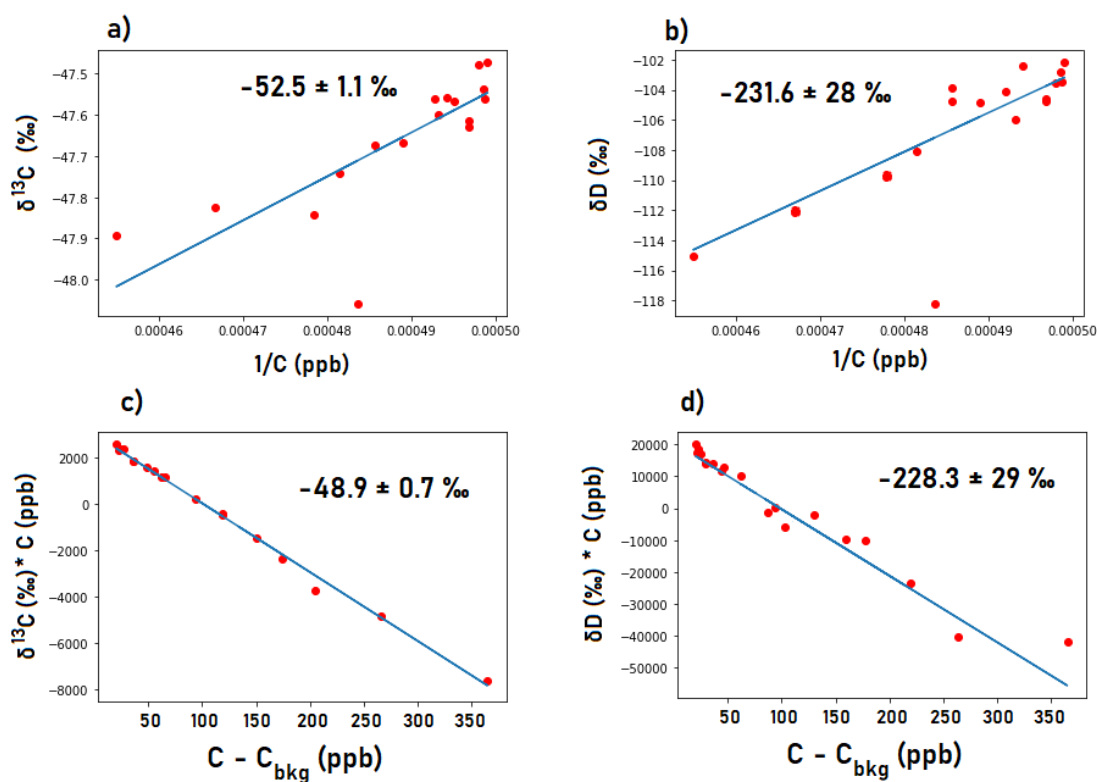 a)
−52.5 ± 1.1 ‰
−47.5
−47.6
−47.7
−47.8
−47.9
−48.0
δ¹³C (‰)
0.00046 0.00047 0.00048 0.00049 0.00050
1/C (ppb)
b)
−231.6 ± 28 ‰
−102
−104
−106
−108
−110
−112
−114
−116
−118
δD (‰)
0.00046 0.00047 0.00048 0.00049 0.00050
1/C (ppb)
c)
−48.9 ± 0.7 ‰
2000
0
−2000
−4000
−6000
−8000
δ¹³C (‰)* C (ppb)
50 100 150 200 250 300 350
C - C_bkg (ppb)
d)
−228.3 ± 29 ‰
20000
10000
0
−10000
−20000
−30000
−40000
−50000
δD (‰) * C (ppb)
50 100 150 200 250 300 350
C - C_bkg (ppb)